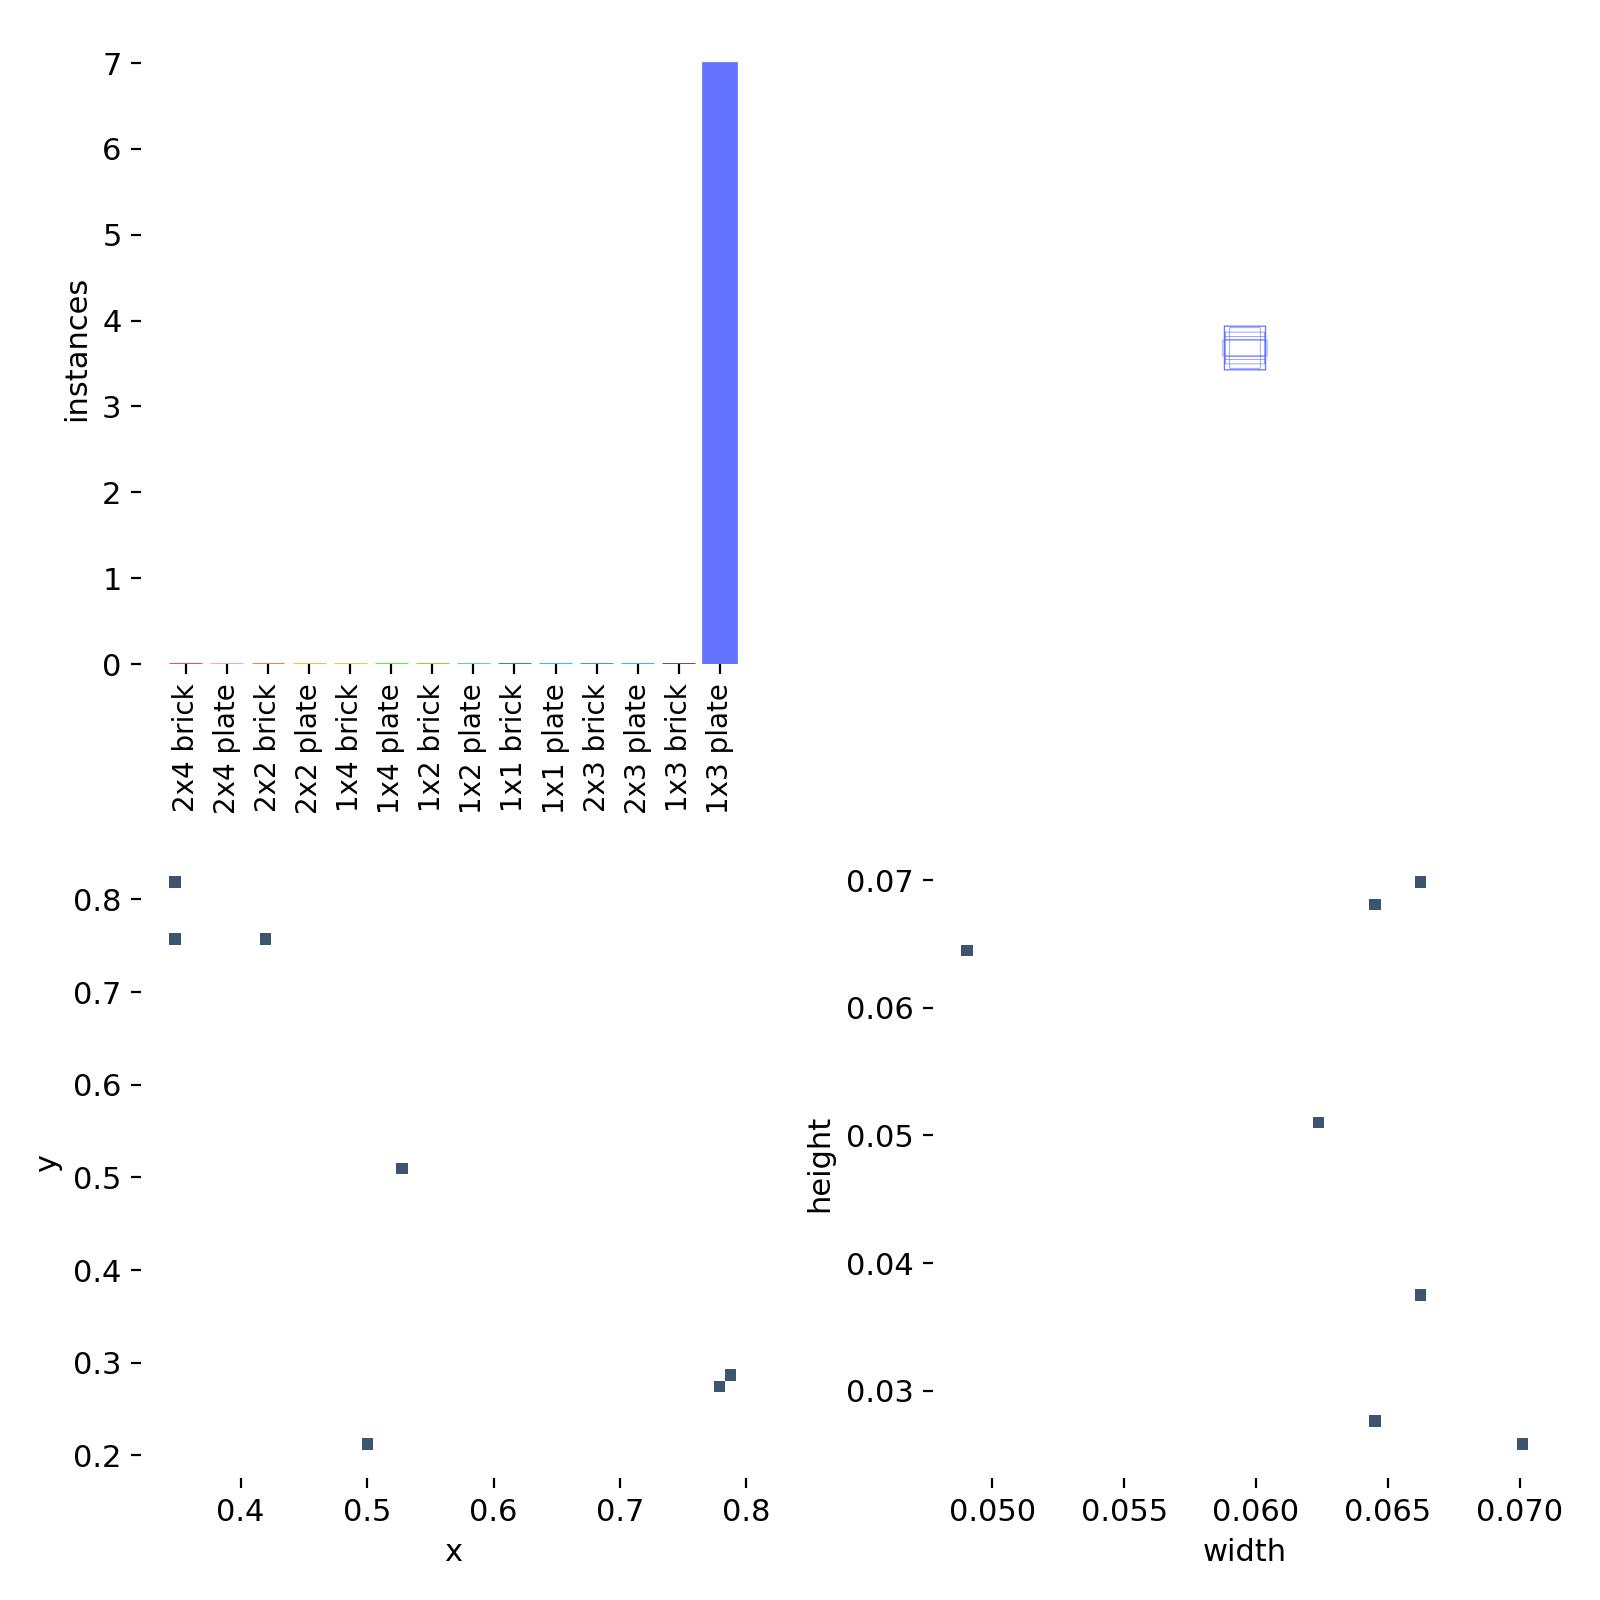 7
6
5
4
3
2
1
0
instances
2x4 brick
2x4 plate
2x2 brick
2x2 plate
1x4 brick
1x4 plate
1x2 brick
1x2 plate
1x1 brick
1x1 plate
2x3 brick
2x3 plate
1x3 brick
1x3 plate
0.8
0.7
0.6
0.5
0.4
0.3
0.2
y
0.4 0.5 0.6 0.7 0.8
x
0.07
0.06
0.05
0.04
0.03
height
0.050 0.055 0.060 0.065 0.070
width